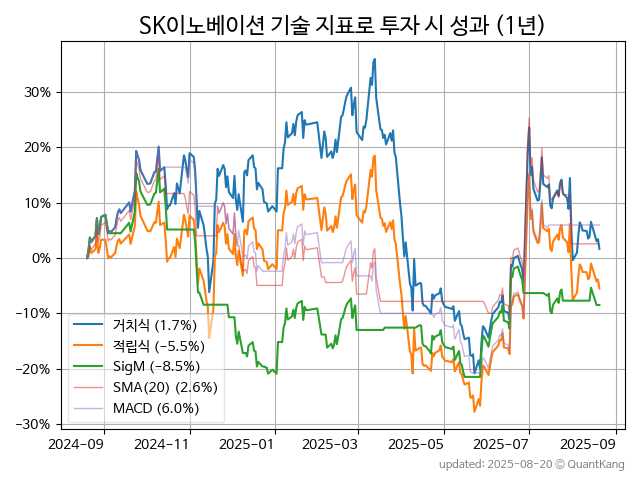 SK이노베이션 기술 지표로 투자 시 성과 (1년)
30%
20%
10%
0%
−10%
−20%
−30%
거치식 (1.7%)
적립식 (−5.5%)
SigM (−8.5%)
SMA(20) (2.6%)
MACD (6.0%)
2024-09 2024-11 2025-01 2025-03 2025-05 2025-07 2025-09
updated: 2025-08-20 © QuantKang